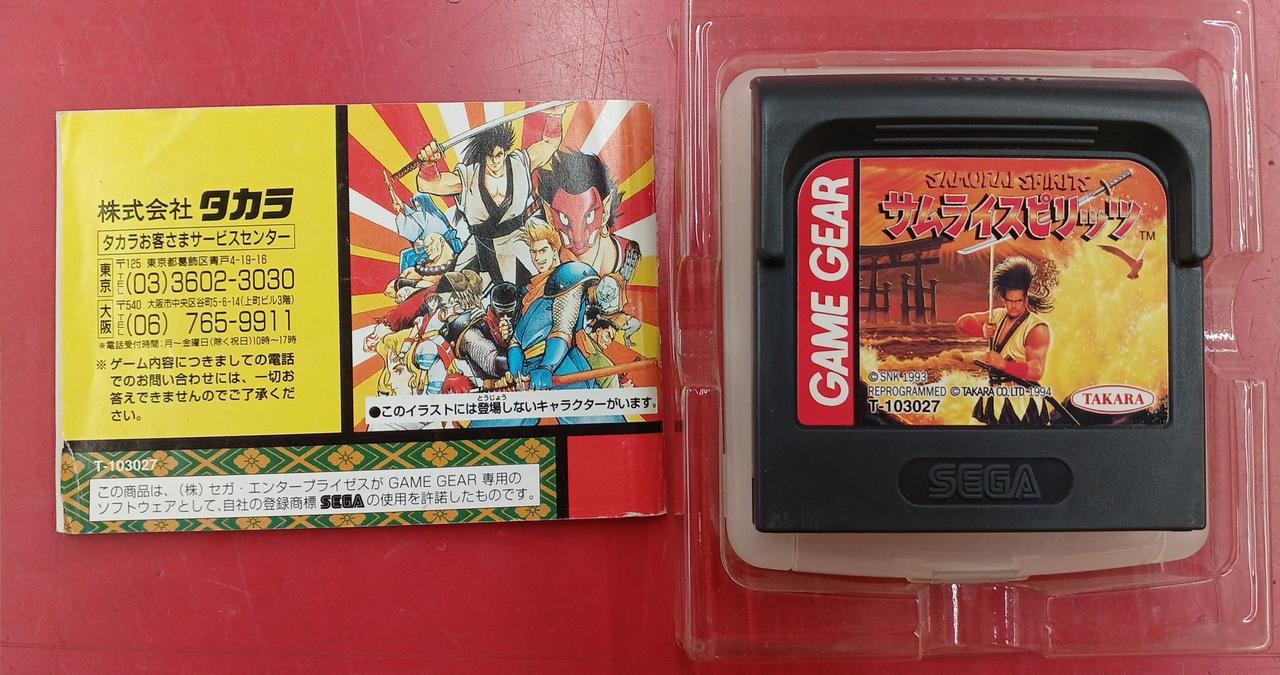 株式会社 タカラ
タカラお客さまサービスセンター
東京
〒125 東京都葛飾区青戸4-19-16
TEL (03)3602-3030
大阪
〒540 大阪市中央区谷町5-6-14(上町ビル3階)
TEL (06) 765-9911
※電話受付時間:月〜金曜日(除く祝日)10時〜17時
※ゲーム内容につきましての電話
でのお問い合わせには、一切お
答えできませんのでご了承くだ
さい。
とうじょう
●このイラストには登場しないキャラクターがいます。
T-103027
この商品は、(株)セガ・エンタープライゼスが GAME GEAR 専用の
ソフトウェアとして、自社の登録商標 SEGA の使用を許諾したものです。
GAME GEAR
SAMURAI SPIRITS
サムライスピリッツ™
© SNK 1993
REPROGRAMMED © TAKARA CO.,LTD. 1994
T-103027
TAKARA
SEGA